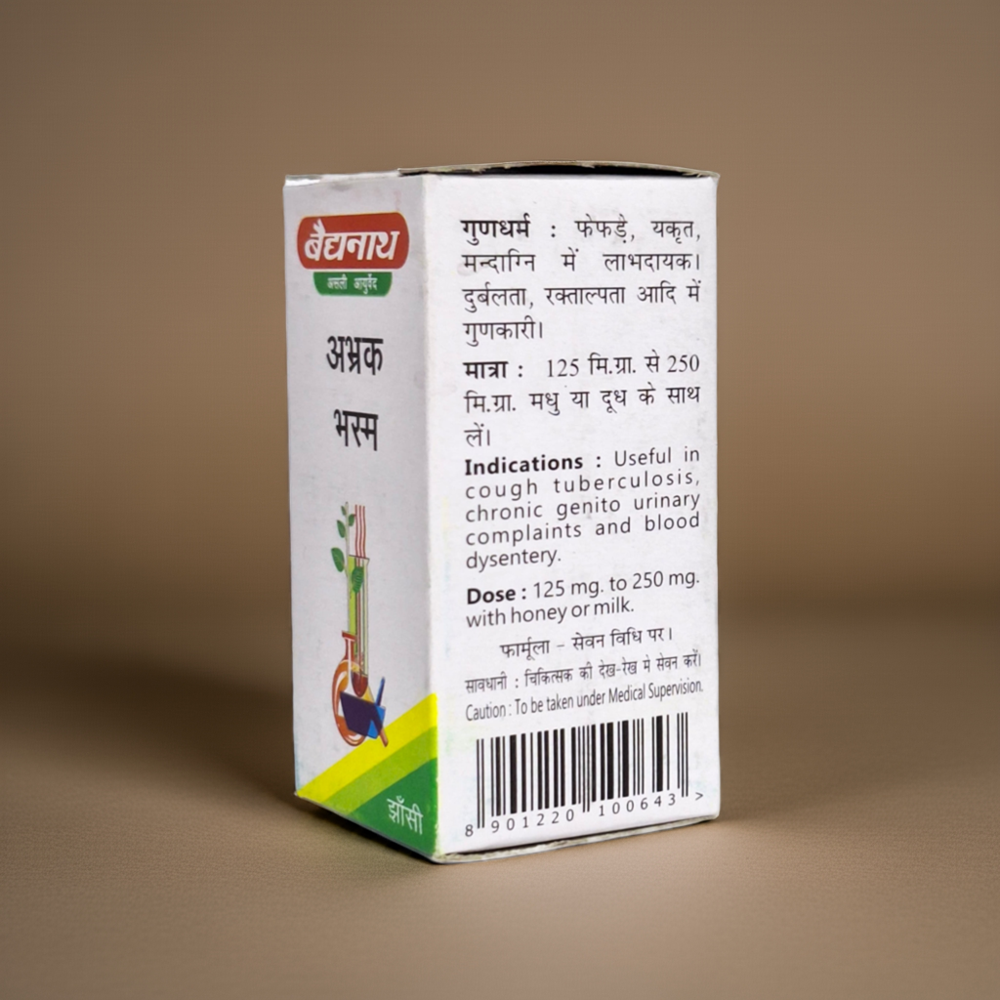 बैद्यनाथ
असली आयुर्वेद
अभ्रक
भस्म
झाँसी
गुणधर्म : फेफड़े, यकृत,
मन्दाग्नि में लाभदायक।
दुर्बलता, रक्ताल्पता आदि में
गुणकारी।
मात्रा : 125 मि.ग्रा. से 250
मि.ग्रा. मधु या दूध के साथ
लें।
Indications : Useful in
cough tuberculosis,
chronic genito urinary
complaints and blood
dysentery.
Dose : 125 mg. to 250 mg.
with honey or milk.
फार्मूला – सेवन विधि पर।
सावधानी : चिकित्सक की देख-रेख मे सेवन करें।
Caution : To be taken under Medical Supervision.
8 901220 100643 >